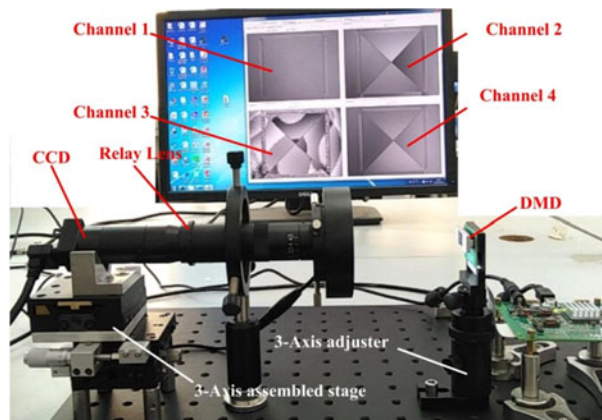 Channel 1
Channel 2
Channel 3
Channel 4
CCD
Relay Lens
DMD
3-Axis adjuster
3-Axis assembled stage